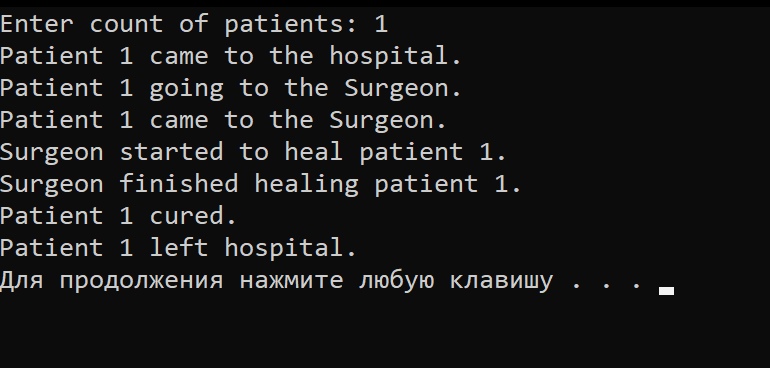 Enter count of patients: 1
Patient 1 came to the hospital.
Patient 1 going to the Surgeon.
Patient 1 came to the Surgeon.
Surgeon started to heal patient 1.
Surgeon finished healing patient 1.
Patient 1 cured.
Patient 1 left hospital.
Для продолжения нажмите любую клавишу . . .